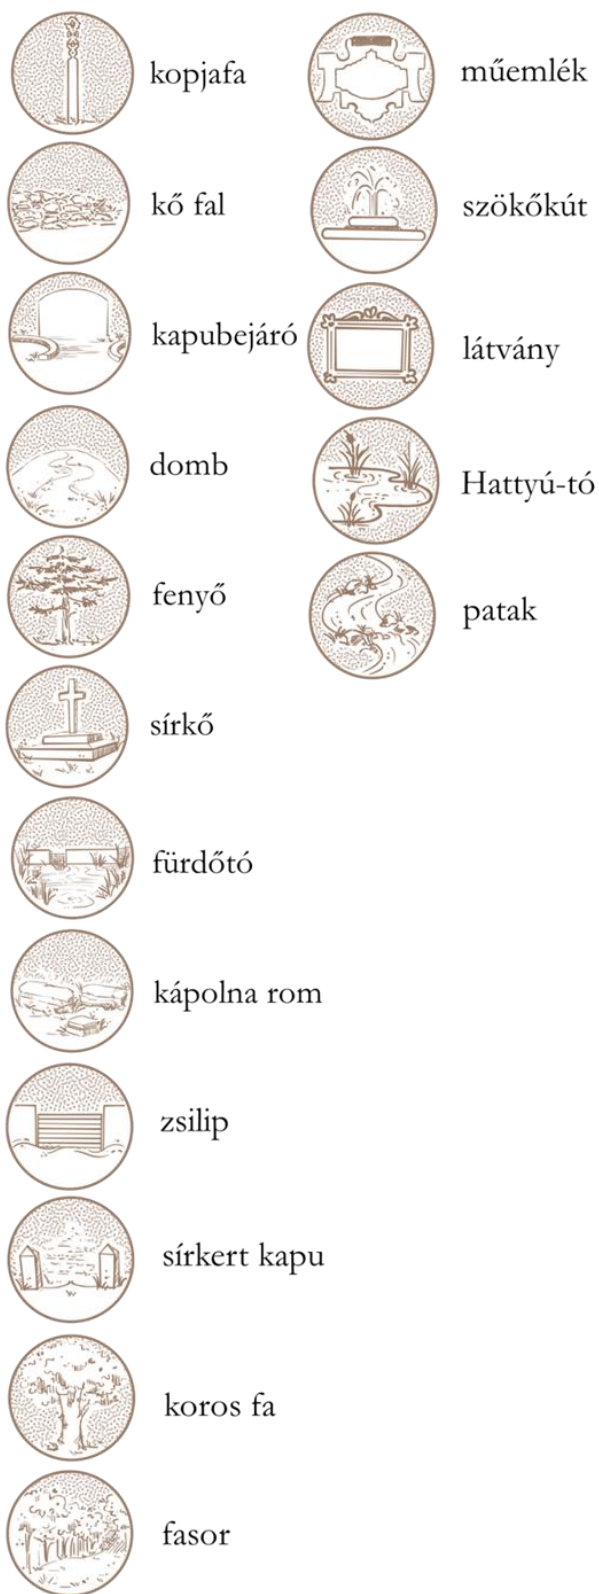 kopjafa
kő fal
kapubejáró
domb
fenyő
sírkő
fürdőtó
kápolna rom
zsilip
sírkert kapu
koros fa
fasor
műemlék
szökőkút
látvány
Hattyú-tó
patak